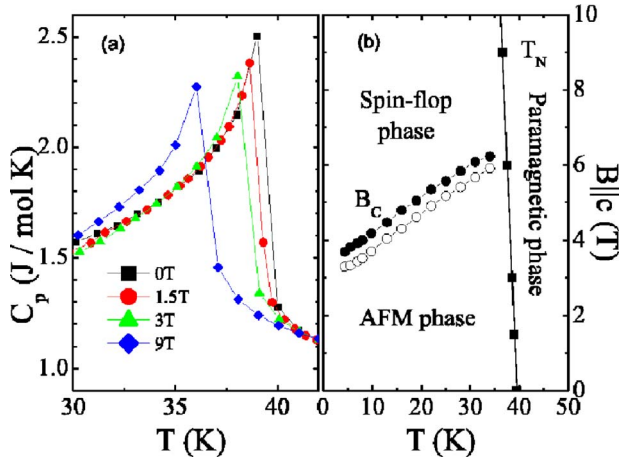 (a)
2.5
2.0
1.5
1.0
C_p (J / mol K)
0T
1.5T
3T
9T
30
35
40
T (K)
(b)
T_N
Spin-flop
phase
Paramagnetic phase
B_C
AFM phase
10
8
6
4
2
0
B||c (T)
0
10
20
30
40
50
T (K)